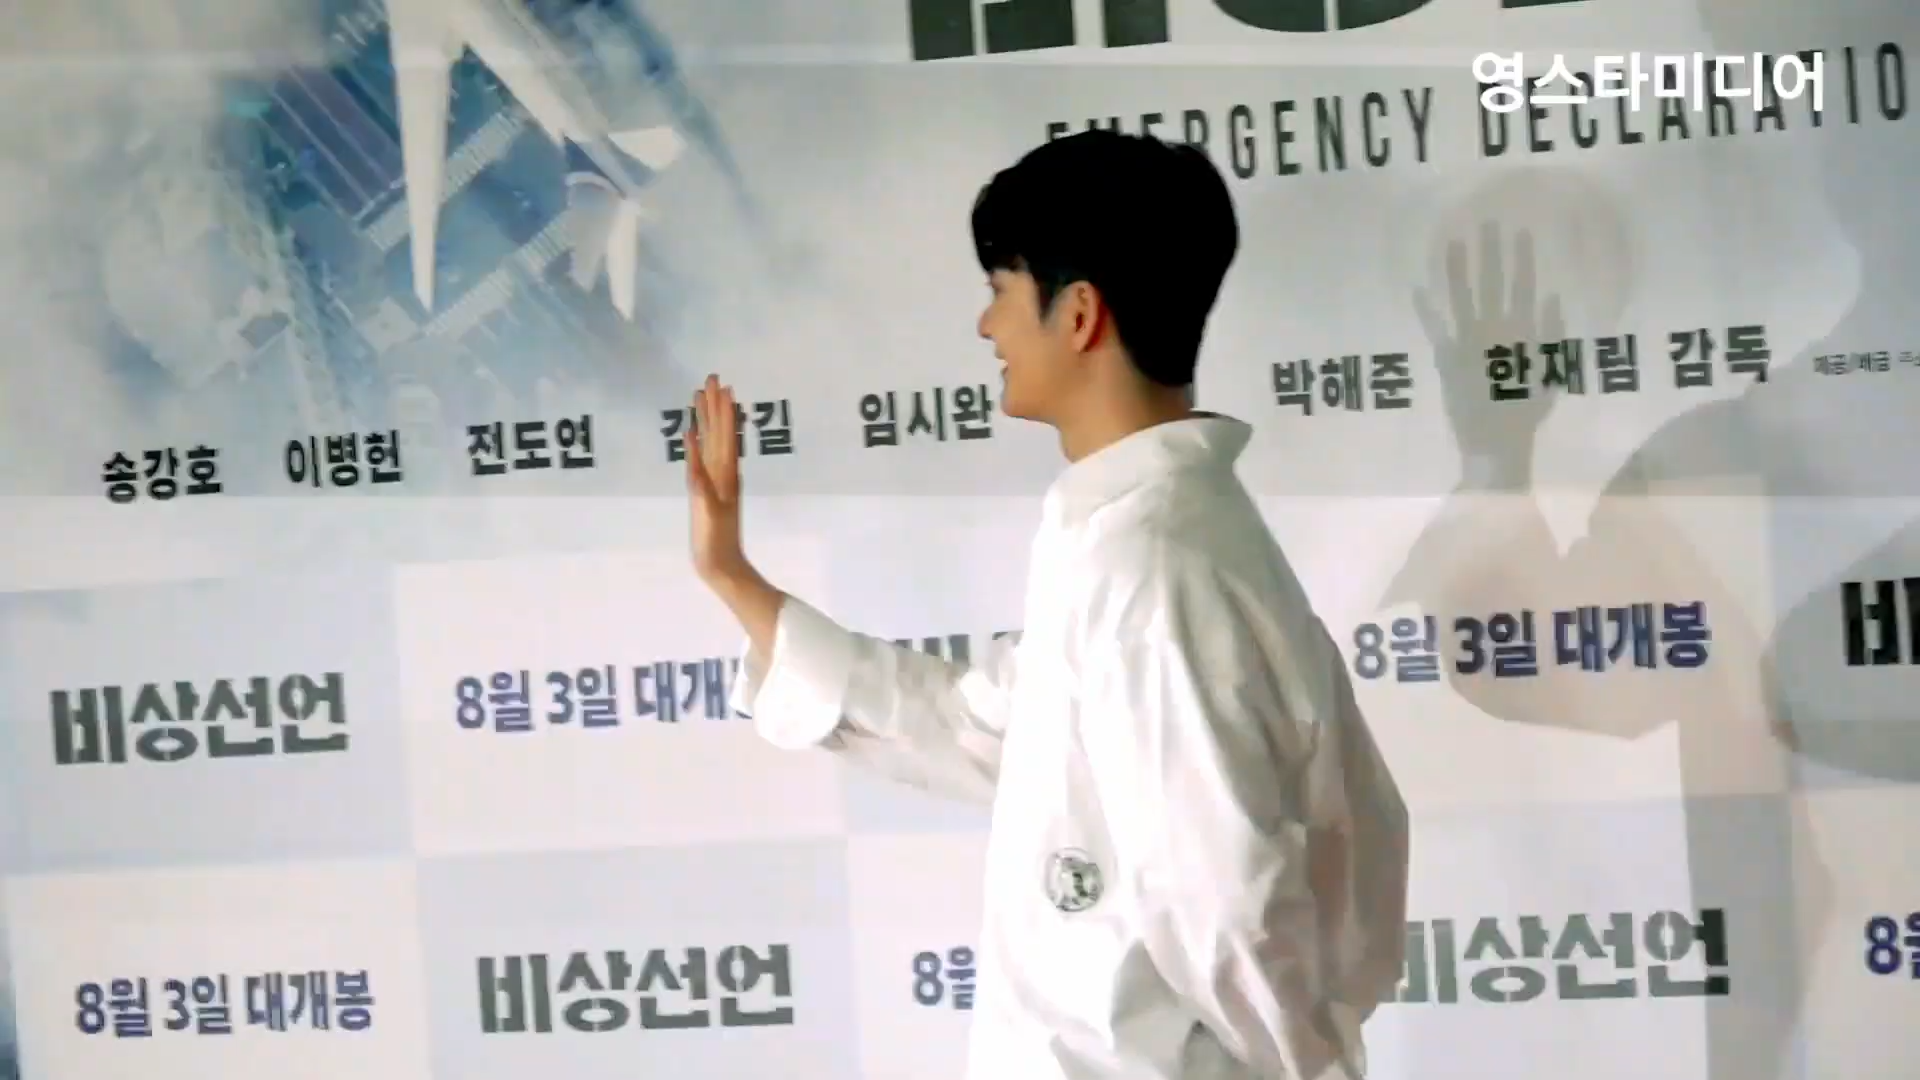 영스타미디어
GENCY DECLARATIO
송강호 이병헌 전도연 임시완 박해준 한재림 감독
비상선언 8월 3일 대개 8월 3일 대개봉
8월 3일 대개봉 비상선언 8월 상선언